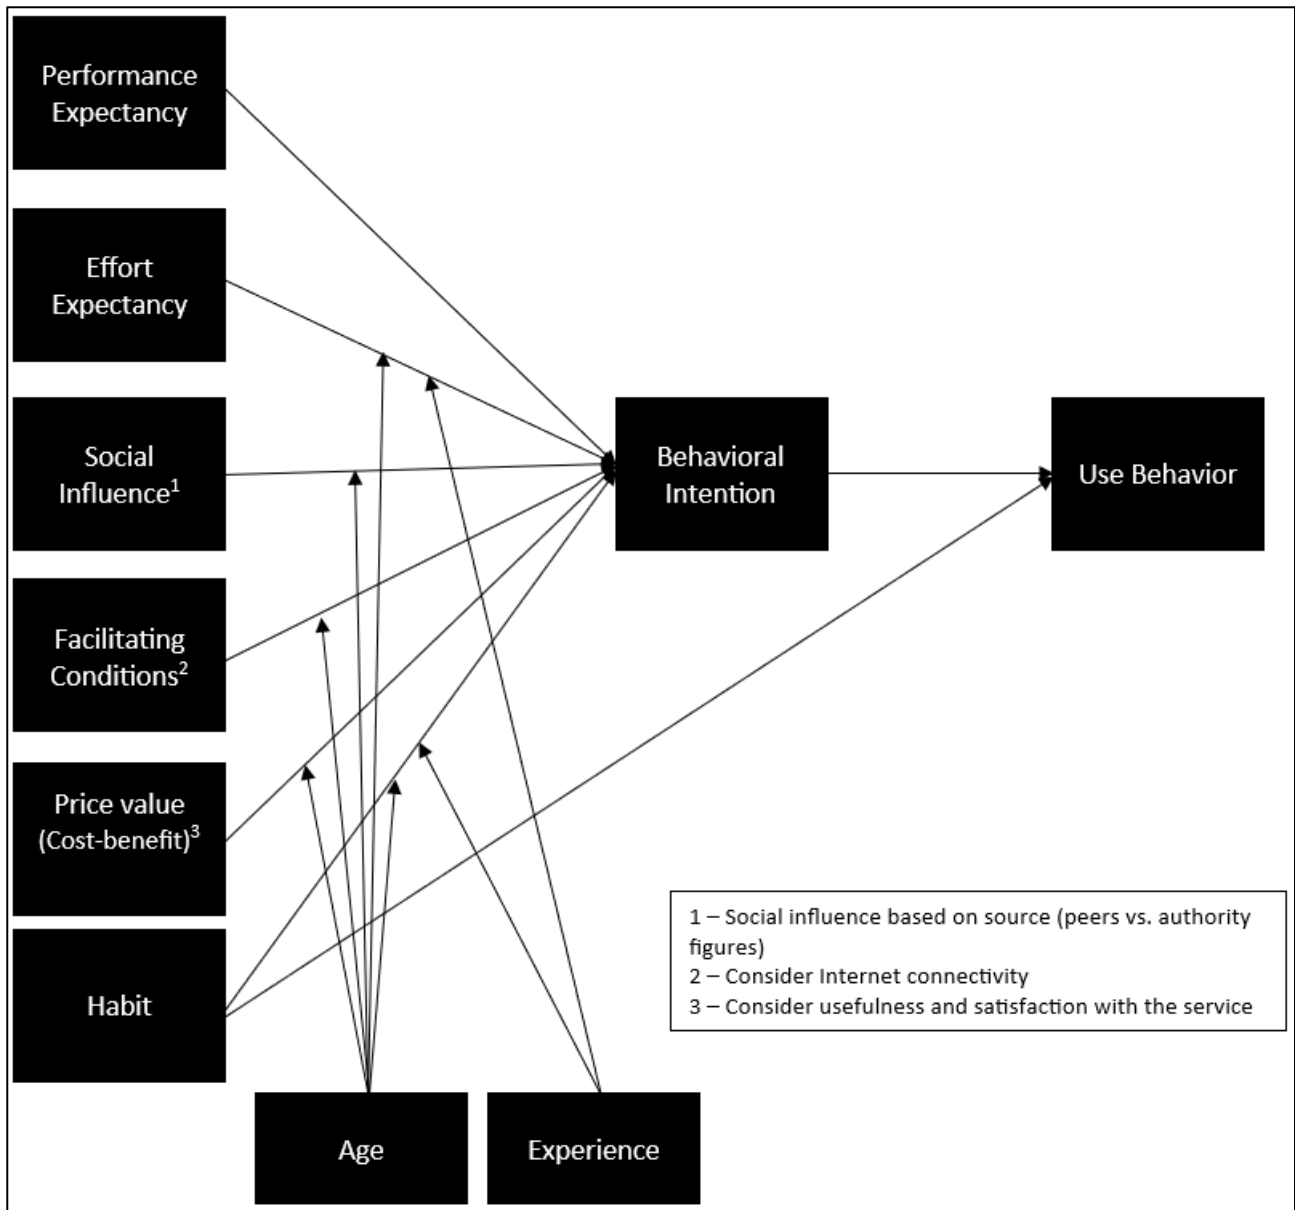 Performance
Expectancy
Effort
Expectancy
Social
Influence¹
Facilitating
Conditions²
Price value
(Cost-benefit)³
Habit
Behavioral
Intention
Use Behavior
1 – Social influence based on source (peers vs. authority
figures)
2 – Consider Internet connectivity
3 – Consider usefulness and satisfaction with the service
Age
Experience